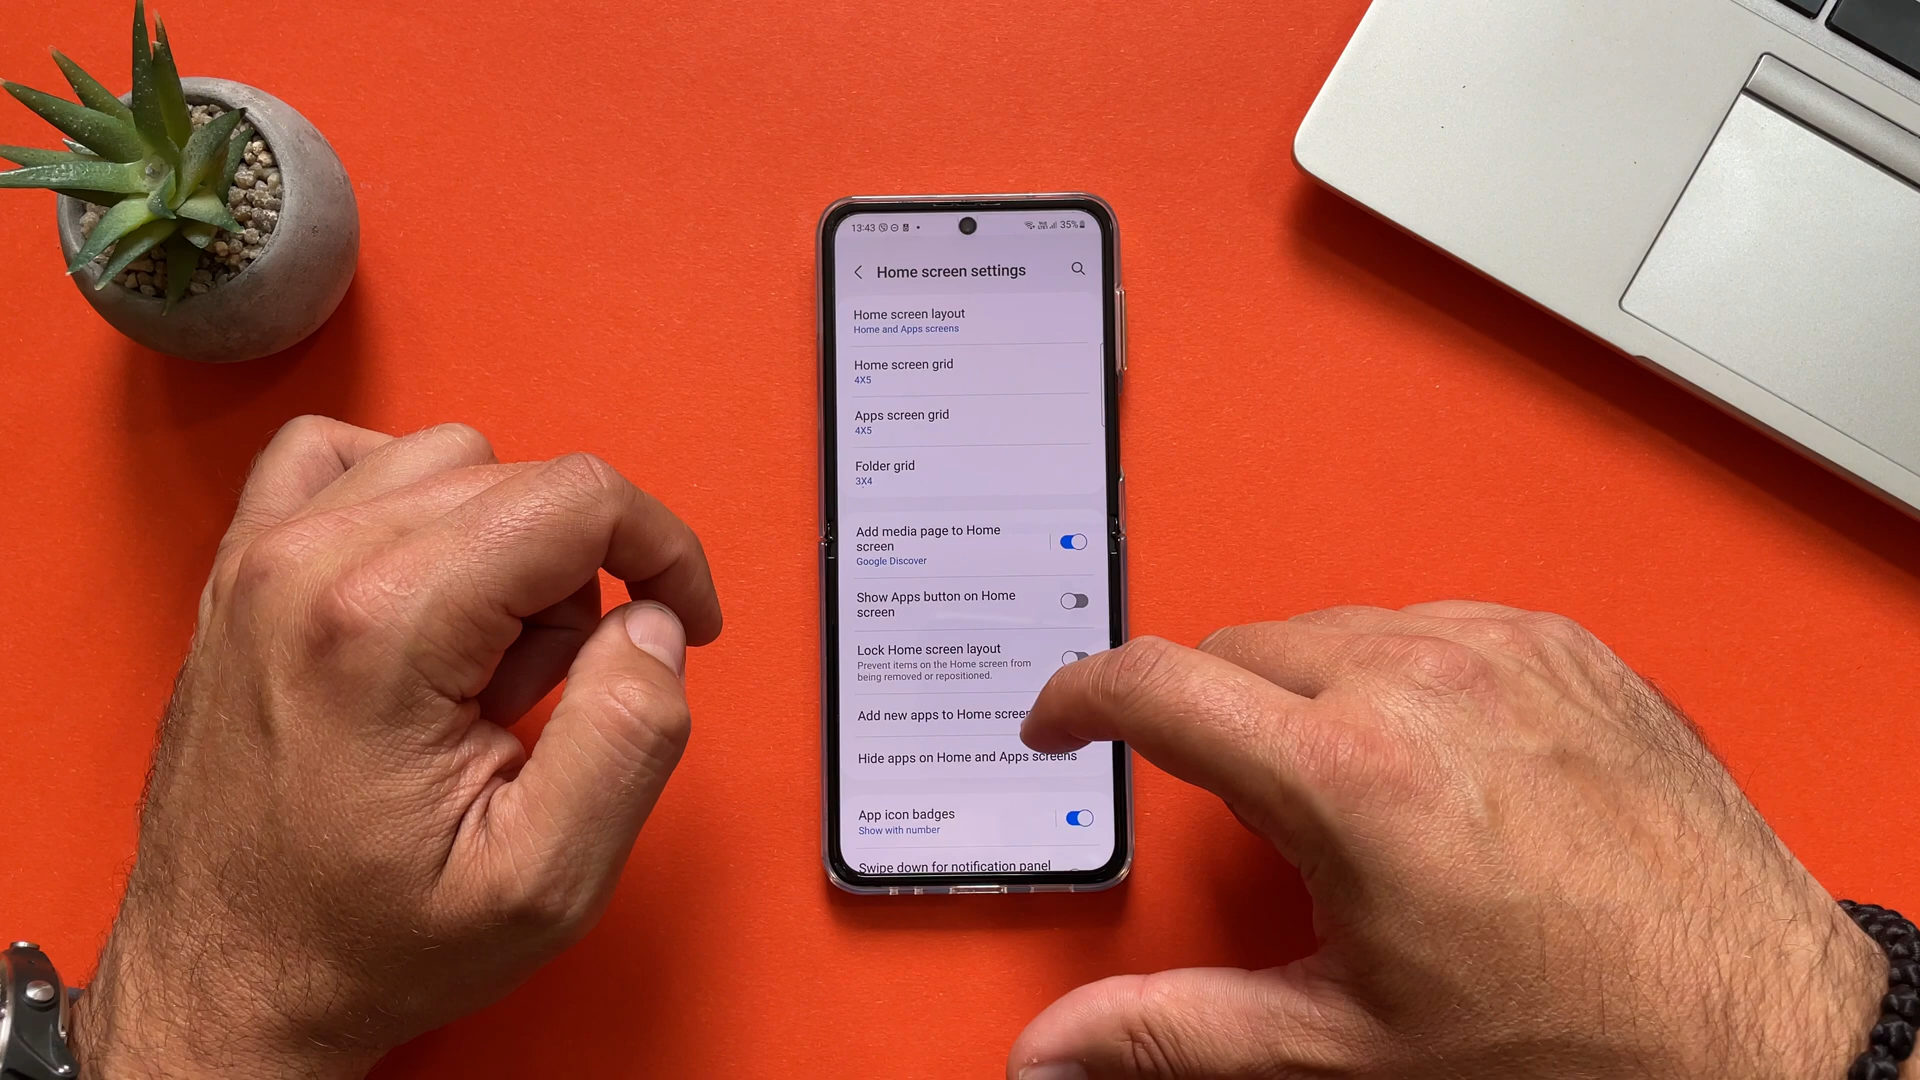 13:43
35%
Home screen settings
Home screen layout
Home and Apps screens
Home screen grid
4X5
Apps screen grid
4X5
Folder grid
3X4
Add media page to Home
screen
Google Discover
Show Apps button on Home
screen
Lock Home screen layout
Prevent items on the Home screen from
being removed or repositioned.
Add new apps to Home screen
Hide apps on Home and Apps screens
App icon badges
Show with number
Swipe down for notification panel